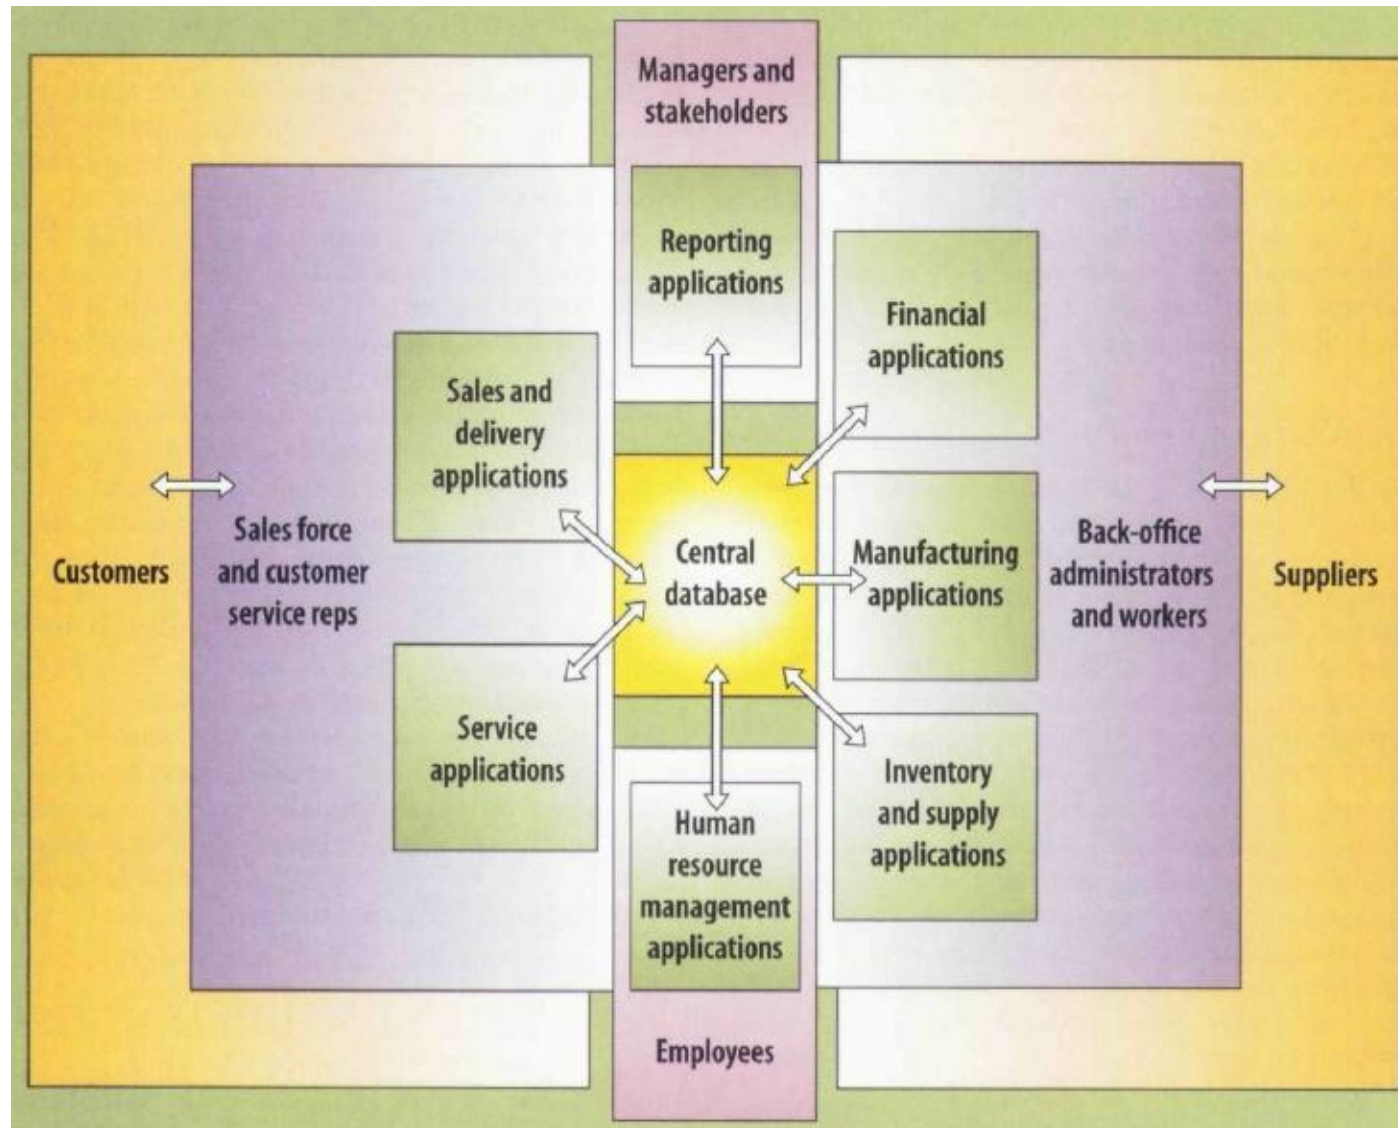 Managers and
stakeholders
Reporting
applications
Financial
applications
Sales and
delivery
applications
Customers
Sales force
and customer
service reps
Central
database
Manufacturing
applications
Back-office
administrators
and workers
Suppliers
Service
applications
Inventory
and supply
applications
Human
resource
management
applications
Employees